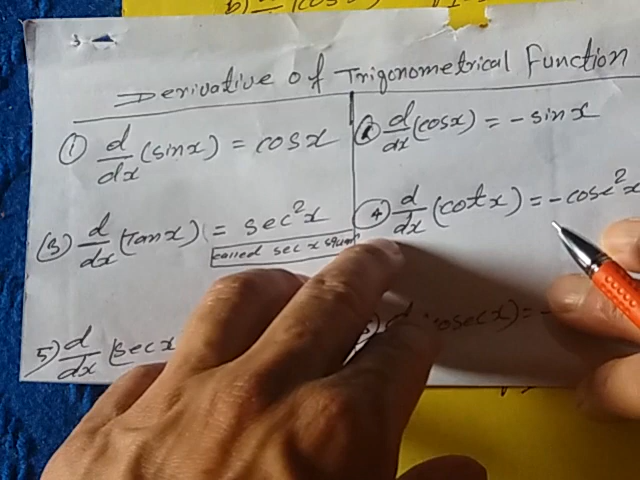 Derivative of Trigonometrical Function
① d/dx (sinx) = cosx
② d/dx (cosx) = - sinx
(3) d/dx (Tanx) = sec²x
called sec x square
④ d/dx (cotx) = - cosec²x
5) d/dx (secx
d cosec(x) = -